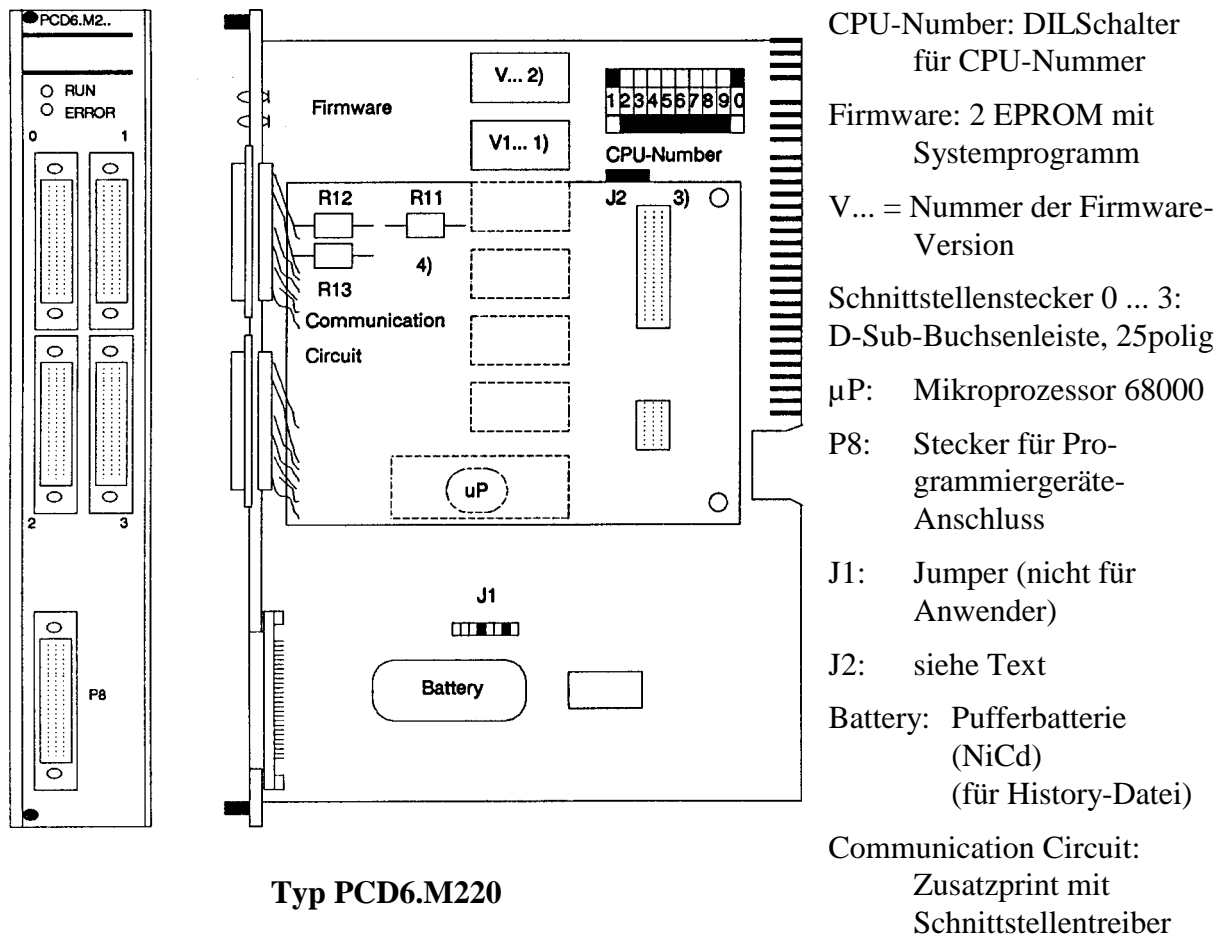 PCD6.M2..
RUN
ERROR
0 1
2 3
P8
Firmware
V... 2)
V1... 1)
1234567890
CPU-Number
J2 3)
R12 R11
4)
R13
Communication
Circuit
uP
J1
Battery
Typ PCD6.M220
CPU-Number: DILSchalter
für CPU-Nummer
Firmware: 2 EPROM mit
Systemprogramm
V... = Nummer der Firmware-
Version
Schnittstellenstecker 0 ... 3:
D-Sub-Buchsenleiste, 25polig
µP: Mikroprozessor 68000
P8: Stecker für Pro-
grammiergeräte-
Anschluss
J1: Jumper (nicht für
Anwender)
J2: siehe Text
Battery: Pufferbatterie
(NiCd)
(für History-Datei)
Communication Circuit:
Zusatzprint mit
Schnittstellentreiber